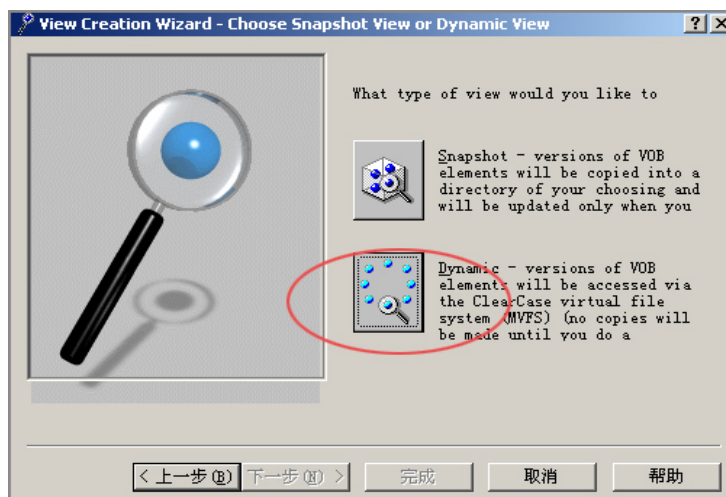 View Creation Wizard - Choose Snapshot View or Dynamic View
What type of view would you like to
Snapshot - versions of VOB
elements will be copied into a
directory of your choosing and
will be updated only when you
Dynamic - versions of VOB
elements will be accessed via
the ClearCase virtual file
system (MVFS) (no copies will
be made until you do a
< 上一步(B) 下一步(N) > 完成 取消 帮助